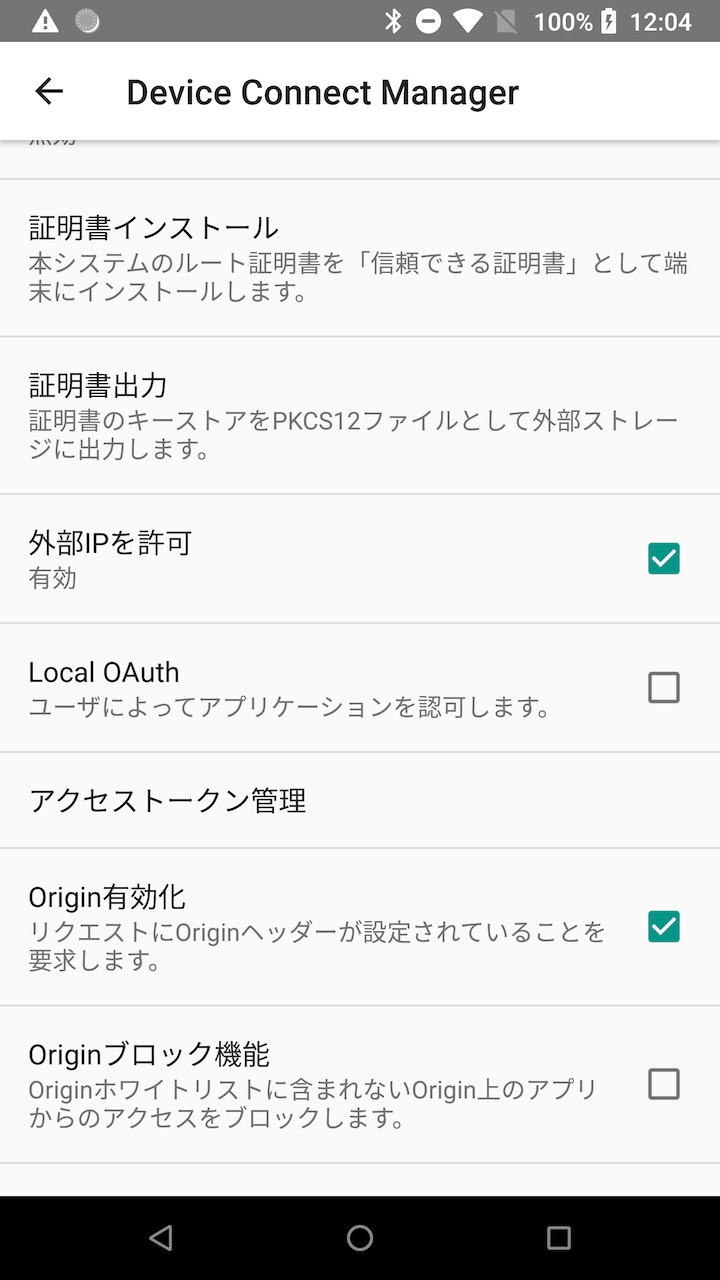 100% 12:04
Device Connect Manager
証明書インストール
本システムのルート証明書を「信頼できる証明書」として端
末にインストールします。
証明書出力
証明書のキーストアをPKCS12ファイルとして外部ストレー
ジに出力します。
外部IPを許可
有効
Local OAuth
ユーザによってアプリケーションを認可します。
アクセストークン管理
Origin有効化
リクエストにOriginヘッダーが設定されていることを
要求します。
Originブロック機能
Originホワイトリストに含まれないOrigin上のアプリ
からのアクセスをブロックします。